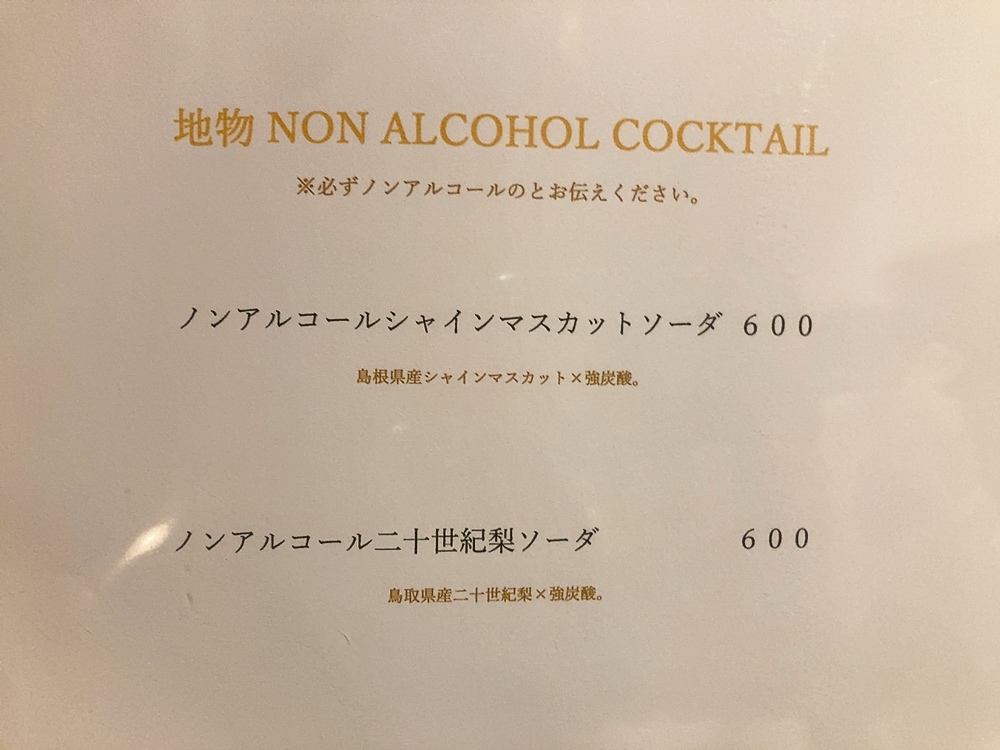 地物 NON ALCOHOL COCKTAIL
※必ずノンアルコールのとお伝えください。
ノンアルコールシャインマスカットソーダ 600
島根県産シャインマスカット×強炭酸。
ノンアルコール二十世紀梨ソーダ 600
鳥取県産二十世紀梨×強炭酸。